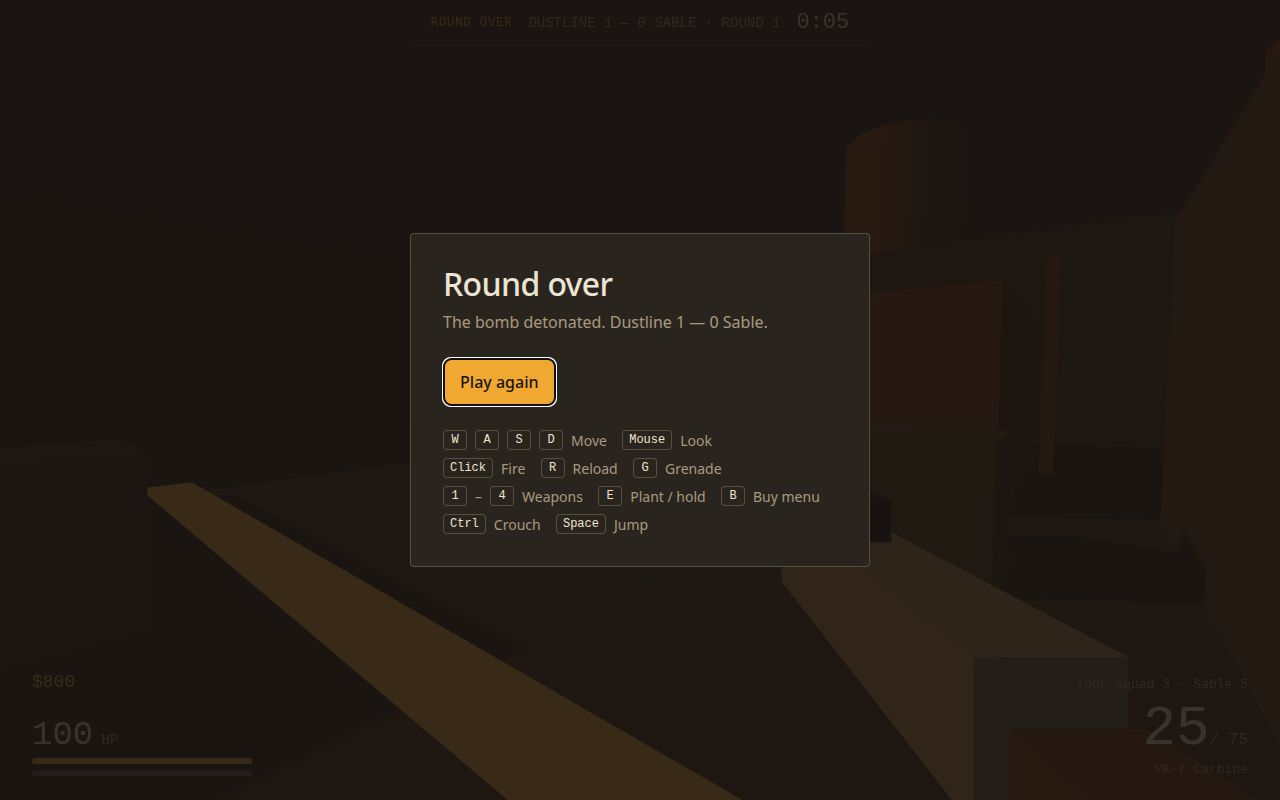 ROUND OVER DUSTLINE 1 — 0 SABLE · ROUND 1 0:05
Round over
The bomb detonated. Dustline 1 — 0 Sable.
Play again
W A S D Move Mouse Look
Click Fire R Reload G Grenade
1 – 4 Weapons E Plant / hold B Buy menu
Ctrl Crouch Space Jump
$800
Your squad 3 · Sable 5
100 HP
25 / 75
VK-7 Carbine